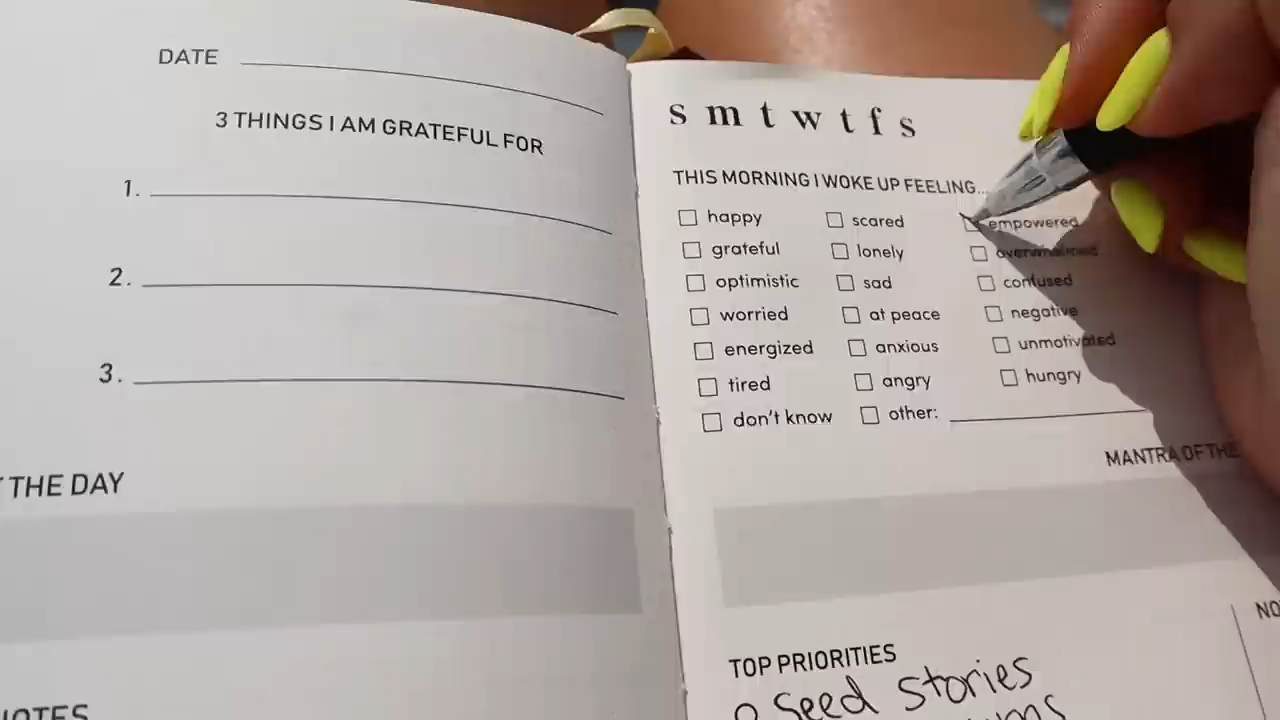 DATE
3 THINGS I AM GRATEFUL FOR
1.
2.
3.
THE DAY
s m t w t f s
THIS MORNING I WOKE UP FEELING...
happy scared empowered
grateful lonely overwhelmed
optimistic sad confused
worried at peace negative
energized anxious unmotivated
tired angry hungry
don't know other:
MANTRA OF THE
TOP PRIORITIES
Seed Stories